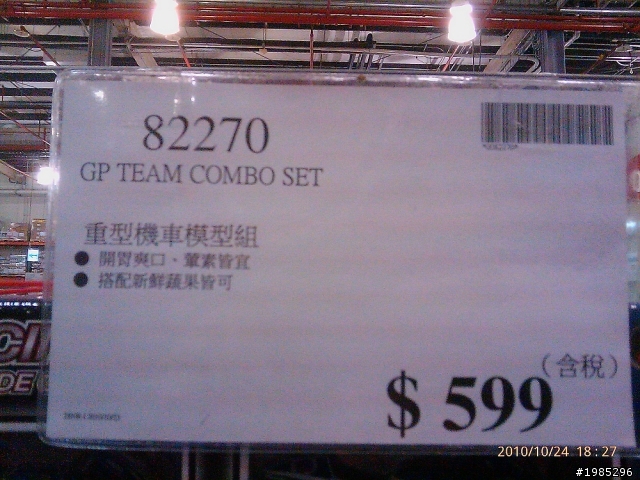 82270
GP TEAM COMBO SET
重型機車模型組
● 開胃爽口、葷素皆宜
● 搭配新鮮蔬果皆可
(含稅)
$ 599
2010/10/24 18:27
#1985296